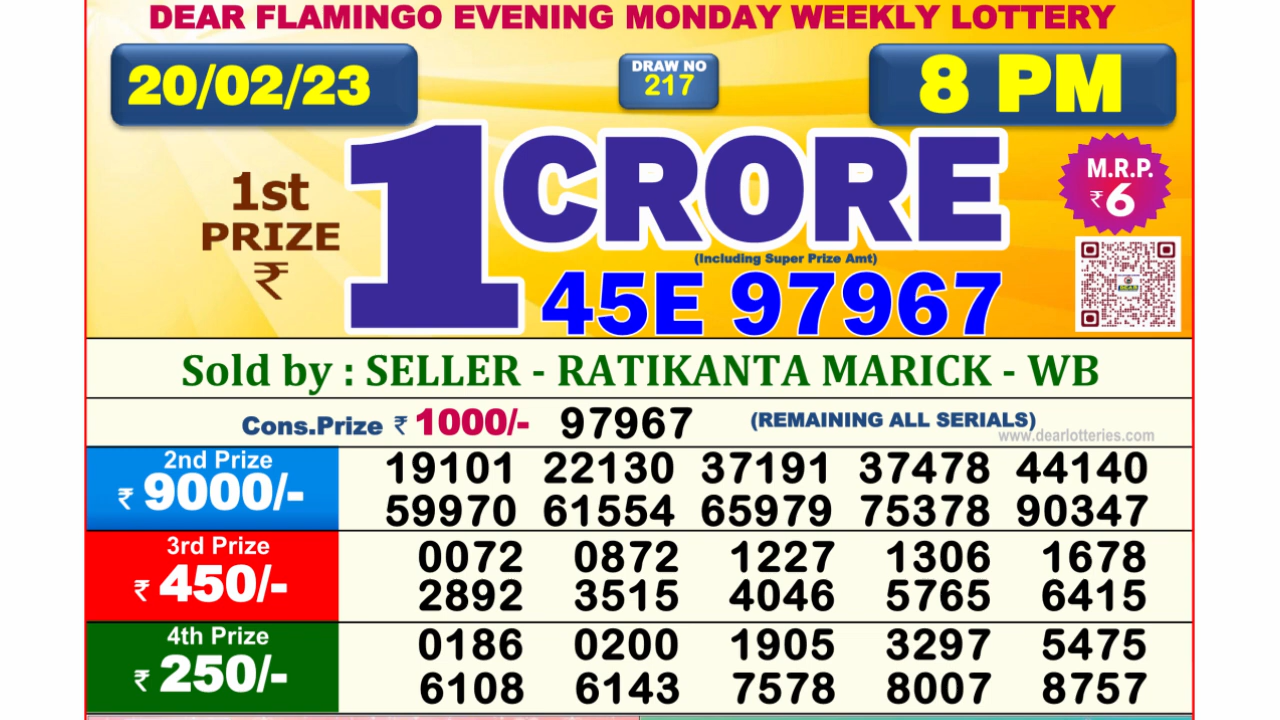 DEAR FLAMINGO EVENING MONDAY WEEKLY LOTTERY
20/02/23
DRAW NO
217
8 PM
1st
PRIZE
₹
1 CRORE
(Including Super Prize Amt)
45E 97967
M.R.P.
₹ 6
Sold by : SELLER - RATIKANTA MARICK - WB
Cons.Prize ₹ 1000/- 97967 (REMAINING ALL SERIALS)
www.dearlotteries.com
2nd Prize
₹ 9000/-
19101 22130 37191 37478 44140
59970 61554 65979 75378 90347
3rd Prize
₹ 450/-
0072 0872 1227 1306 1678
2892 3515 4046 5765 6415
4th Prize
₹ 250/-
0186 0200 1905 3297 5475
6108 6143 7578 8007 8757